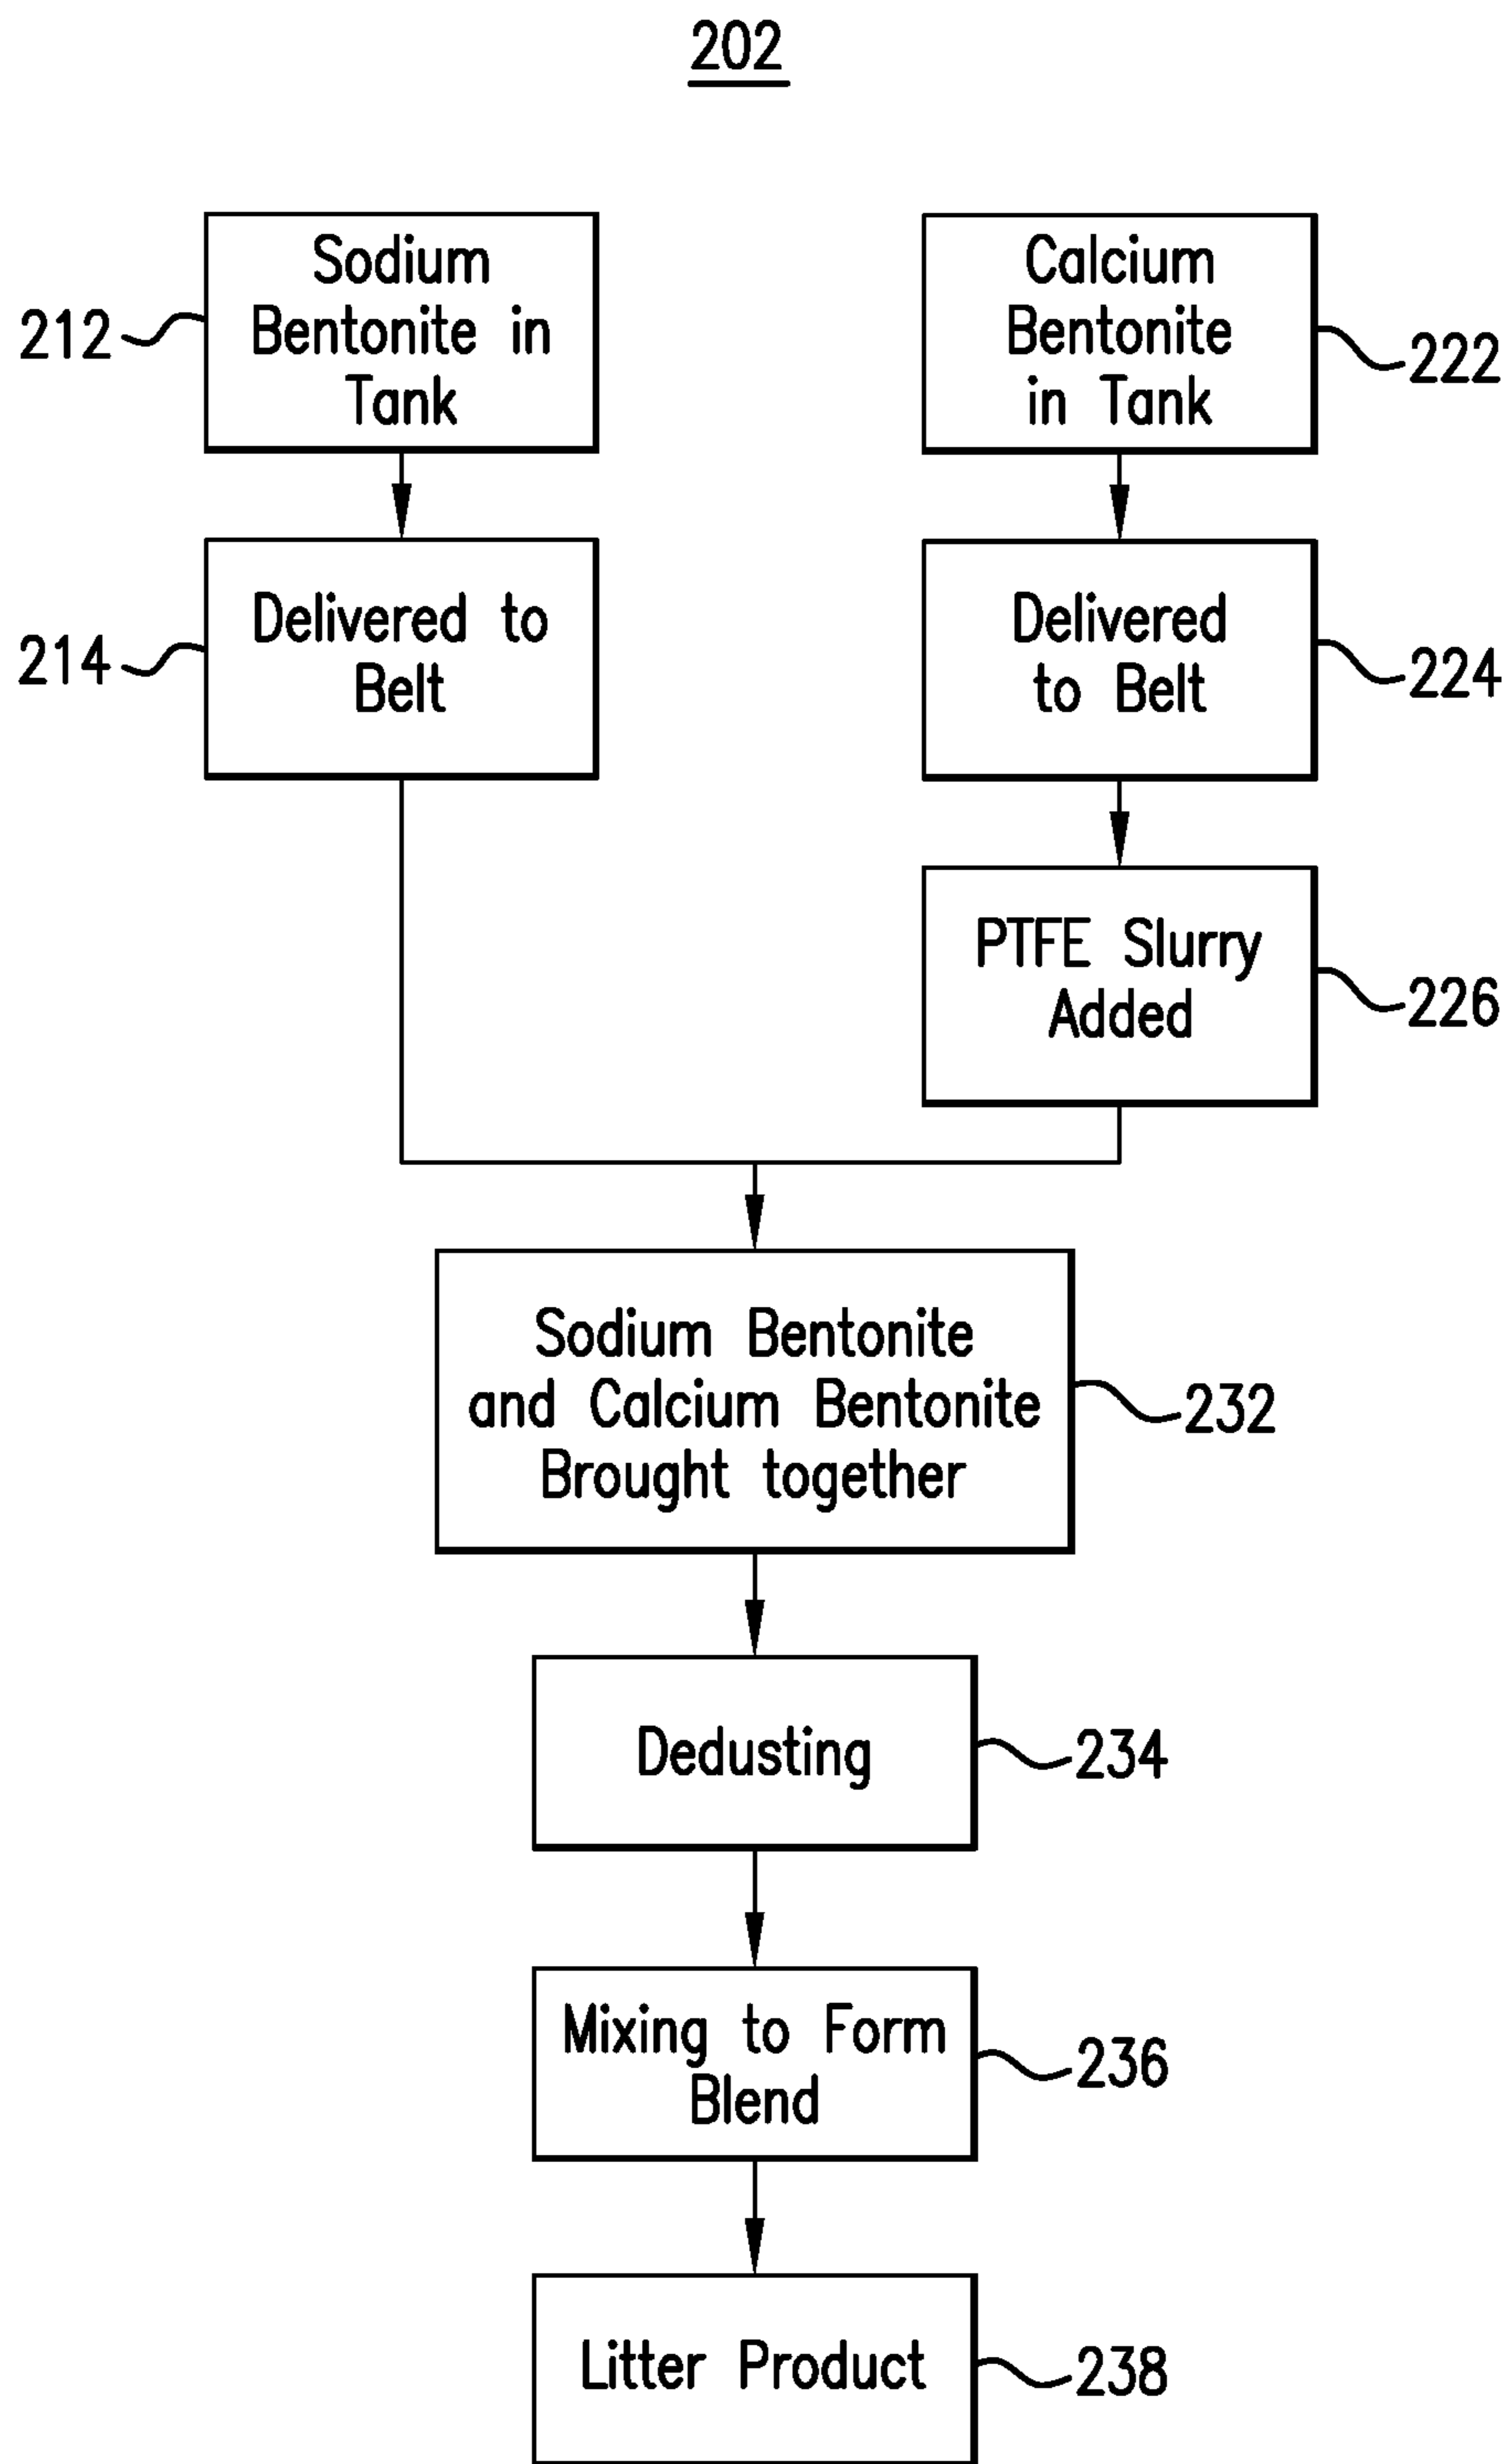 202
212
Sodium
Bentonite in
Tank
Calcium
Bentonite
in Tank
222
214
Delivered to
Belt
Delivered
to Belt
224
PTFE Slurry
Added
226
Sodium Bentonite
and Calcium Bentonite
Brought together
232
Dedusting
234
Mixing to Form
Blend
236
Litter Product
238